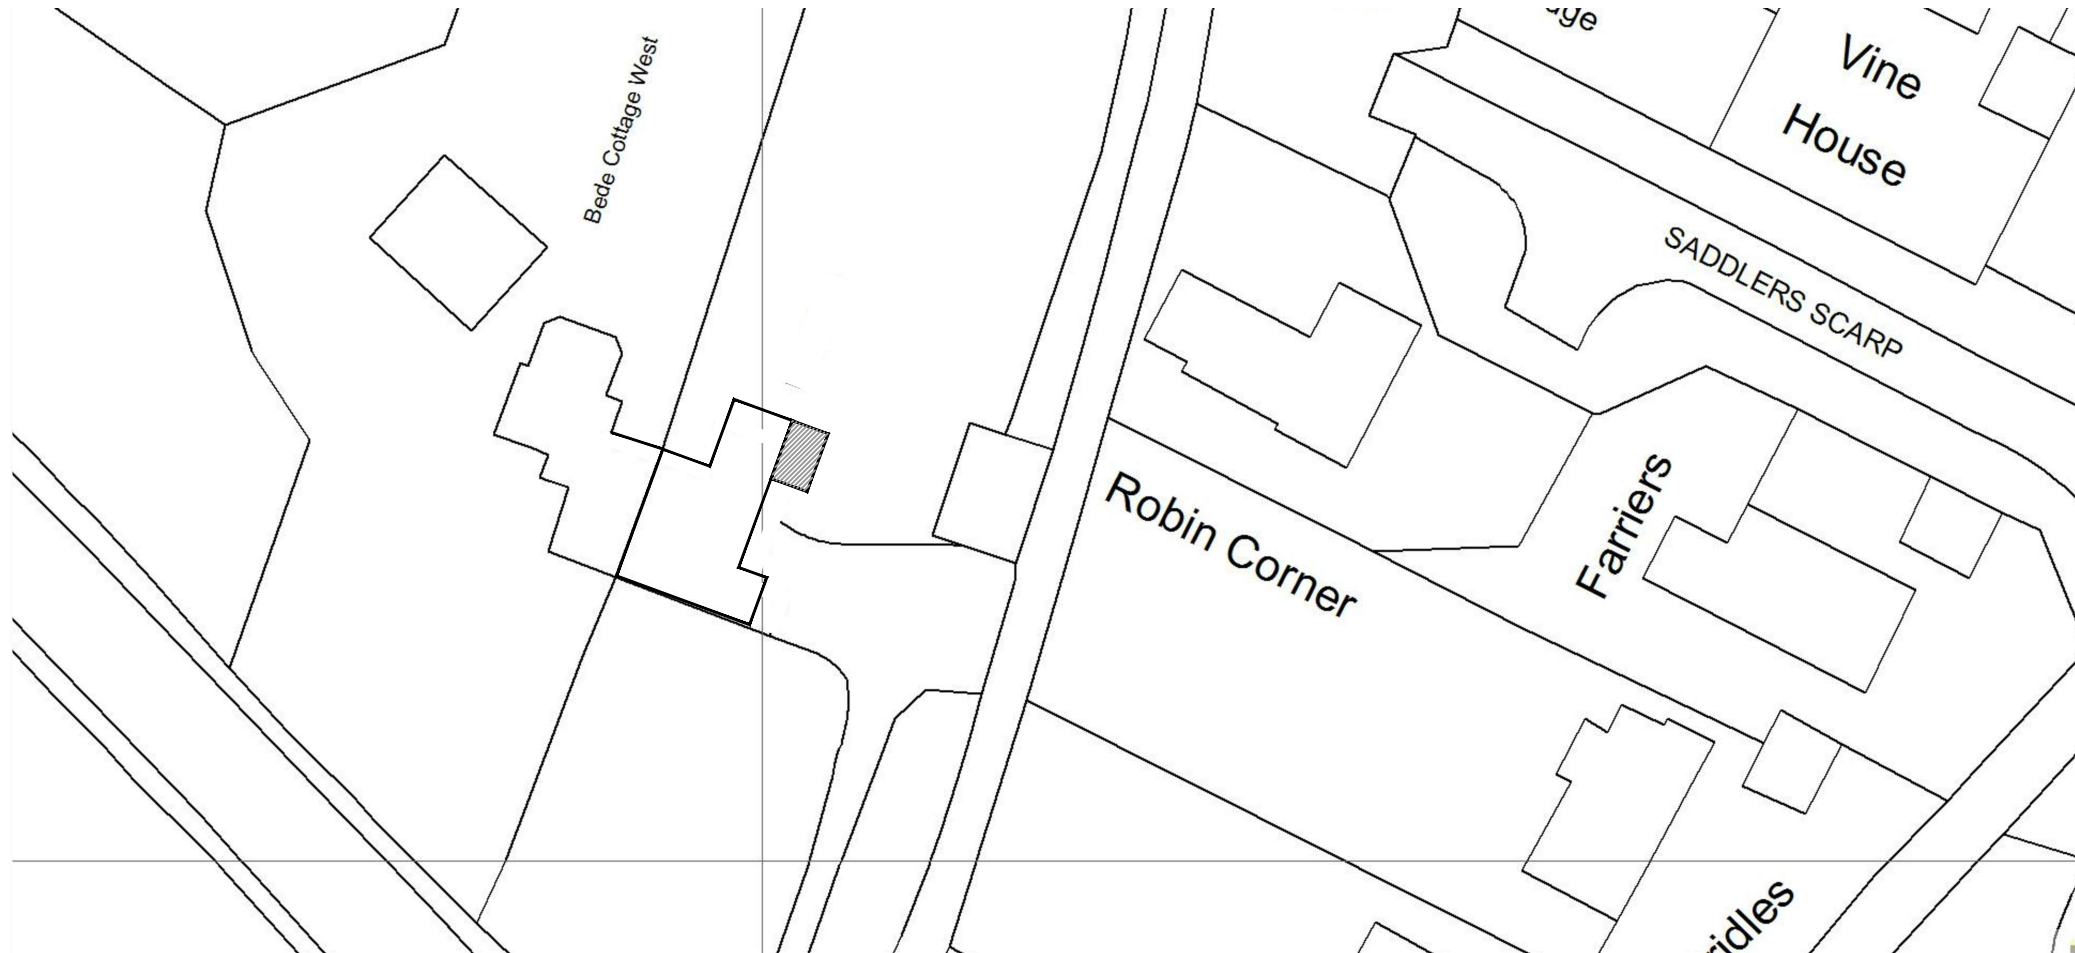 Bede Cottage West
Vine
House
SADDLERS SCARP
Robin Corner
Farriers